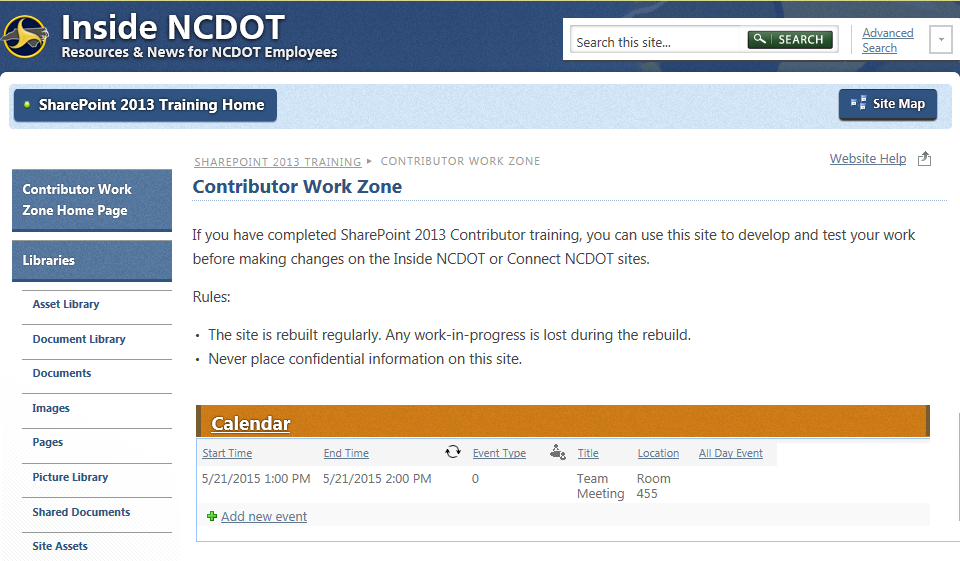 Inside NCDOT
Resources & News for NCDOT Employees
Search this site...
SEARCH
Advanced
Search
SharePoint 2013 Training Home
Site Map
SHAREPOINT 2013 TRAINING ▸ CONTRIBUTOR WORK ZONE
Website Help
Contributor Work Zone
Contributor Work
Zone Home Page
Libraries
Asset Library
Document Library
Documents
Images
Pages
Picture Library
Shared Documents
Site Assets
If you have completed SharePoint 2013 Contributor training, you can use this site to develop and test your work
before making changes on the Inside NCDOT or Connect NCDOT sites.
Rules:
• The site is rebuilt regularly. Any work-in-progress is lost during the rebuild.
• Never place confidential information on this site.
Calendar
Start Time End Time Event Type Title Location All Day Event
5/21/2015 1:00 PM 5/21/2015 2:00 PM 0 Team Room
Meeting 455
Add new event